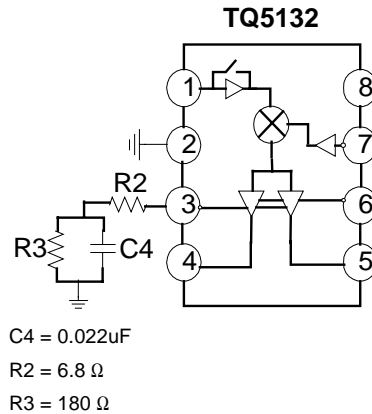 TQ5132
1
8
2
7
R2
3
6
R3
C4
4
5
C4 = 0.022uF
R2 = 6.8 Ω
R3 = 180 Ω